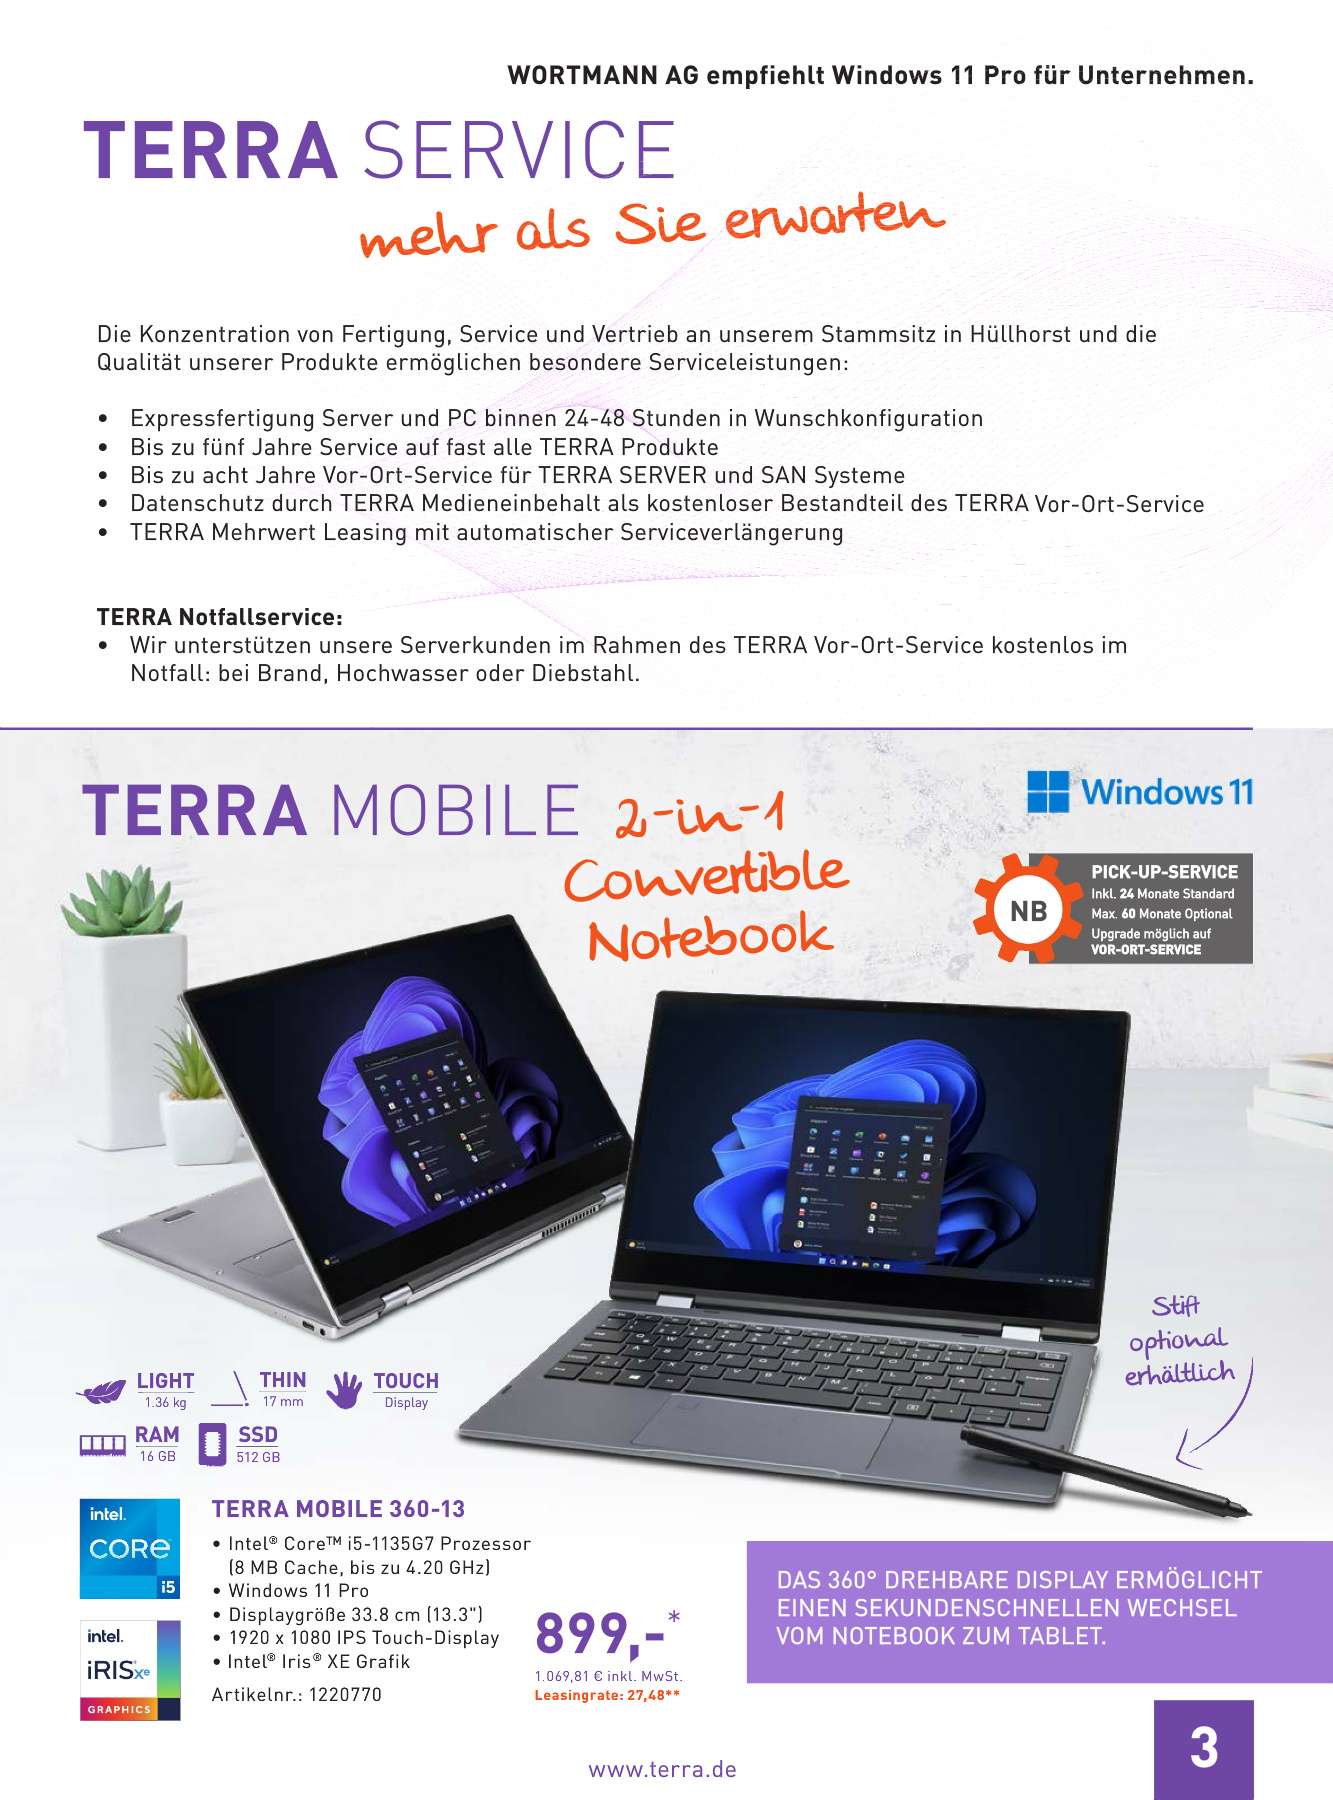 WORTMANN AG empfiehlt Windows 11 Pro für Unternehmen.
TERRA SERVICE
mehr als Sie erwarten
Die Konzentration von Fertigung, Service und Vertrieb an unserem Stammsitz in Hüllhorst und die
Qualität unserer Produkte ermöglichen besondere Serviceleistungen:
• Expressfertigung Server und PC binnen 24-48 Stunden in Wunschkonfiguration
• Bis zu fünf Jahre Service auf fast alle TERRA Produkte
• Bis zu acht Jahre Vor-Ort-Service für TERRA SERVER und SAN Systeme
• Datenschutz durch TERRA Medieneinbehalt als kostenloser Bestandteil des TERRA Vor-Ort-Service
• TERRA Mehrwert Leasing mit automatischer Serviceverlängerung
TERRA Notfallservice:
• Wir unterstützen unsere Serverkunden im Rahmen des TERRA Vor-Ort-Service kostenlos im
Notfall: bei Brand, Hochwasser oder Diebstahl.
TERRA MOBILE
2-in-1
Convertible
Notebook
Windows 11
NB
PICK-UP-SERVICE
Inkl. 24 Monate Standard
Max. 60 Monate Optional
Upgrade möglich auf
VOR-ORT-SERVICE
Stift
optional
erhältlich
LIGHT
1.36 kg
THIN
17 mm
TOUCH
Display
RAM
16 GB
SSD
512 GB
intel.
CORE
i5
intel.
iRISxe
GRAPHICS
TERRA MOBILE 360-13
• Intel® Core™ i5-1135G7 Prozessor
(8 MB Cache, bis zu 4.20 GHz)
• Windows 11 Pro
• Displaygröße 33.8 cm (13.3")
• 1920 x 1080 IPS Touch-Display
• Intel® Iris® XE Grafik
Artikelnr.: 1220770
899,-*
1.069,81 € inkl. MwSt.
Leasingrate: 27,48**
DAS 360° DREHBARE DISPLAY ERMÖGLICHT
EINEN SEKUNDENSCHNELLEN WECHSEL
VOM NOTEBOOK ZUM TABLET.
www.terra.de
3